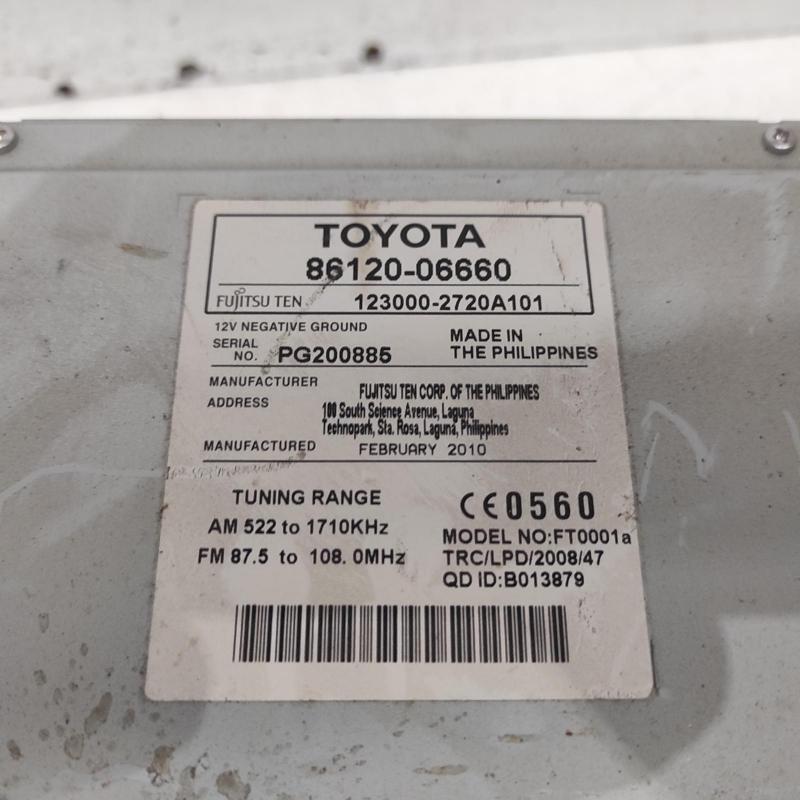 TOYOTA
86120-06660
FUJITSU TEN 123000-2720A101
12V NEGATIVE GROUND
SERIAL NO. PG200885
MADE IN THE PHILIPPINES
MANUFACTURER FUJITSU TEN CORP. OF THE PHILIPPINES
ADDRESS 100 South Science Avenue, Laguna
Technopark, Sta. Rosa, Laguna, Philippines
MANUFACTURED FEBRUARY 2010
TUNING RANGE
AM 522 to 1710KHz
FM 87.5 to 108.0MHz
CE0560
MODEL NO:FT0001a
TRC/LPD/2008/47
QD ID:B013879